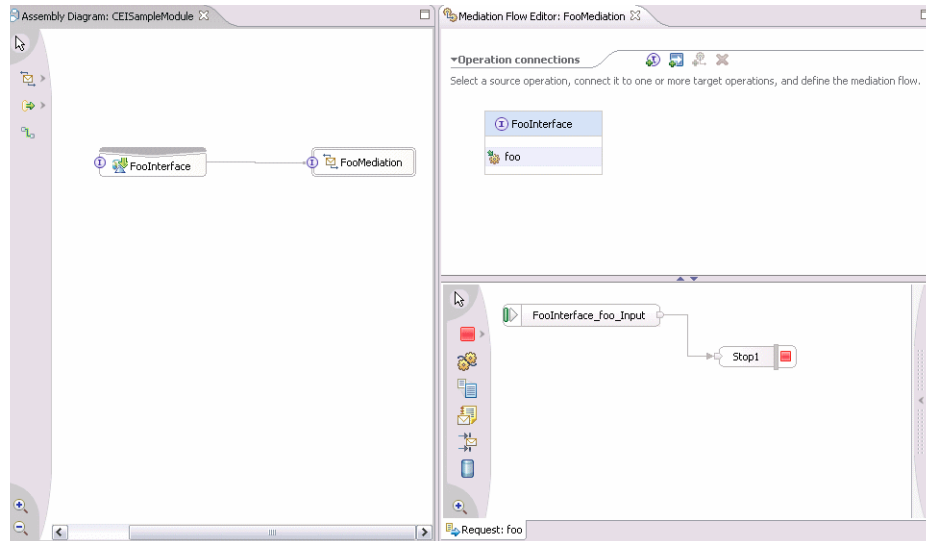 Assembly Diagram: CEISampleModule
FooInterface
FooMediation
Mediation Flow Editor: FooMediation
Operation connections
Select a source operation, connect it to one or more target operations, and define the mediation flow.
FooInterface
foo
FooInterface_foo_Input
Stop1
Request: foo